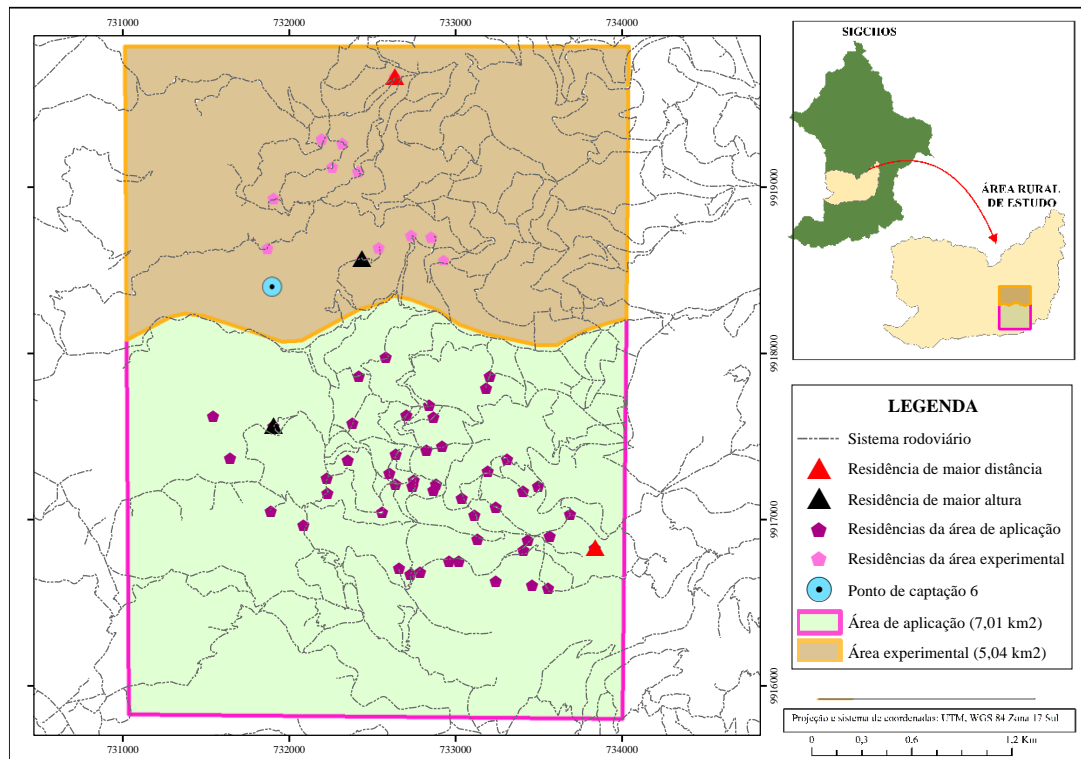 731000 732000 733000 734000
SIGCHOS
ÁREA RURAL
DE ESTUDO
9919000
9918000
9917000
9916000
731000 732000 733000 734000
LEGENDA
Sistema rodoviário
Residência de maior distância
Residência de maior altura
Residências da área de aplicação
Residências da área experimental
Ponto de captação 6
Área de aplicação (7,01 km2)
Área experimental (5,04 km2)
Projeção e sistema de coordenadas: UTM, WGS 84 Zona 17 Sul
0 0,3 0.6 1.2 Km